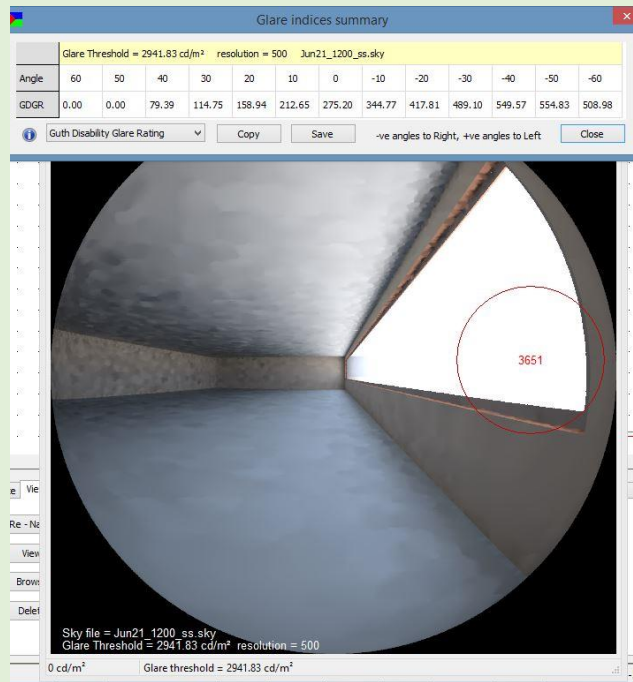 Glare indices summary
Glare Threshold = 2941.83 cd/m² resolution = 500 Jun21_1200_ss.sky
Angle 60 50 40 30 20 10 0 -10 -20 -30 -40 -50 -60
GDGR 0.00 0.00 79.39 114.75 158.94 212.65 275.20 344.77 417.81 489.10 549.57 554.83 508.98
Guth Disability Glare Rating Copy Save -ve angles to Right, +ve angles to Left Close
3651
Vie
Re - Na
View
Brows
Delet
Sky file = Jun21_1200_ss.sky
Glare Threshold = 2941.83 cd/m² resolution = 500
0 cd/m² Glare threshold = 2941.83 cd/m²